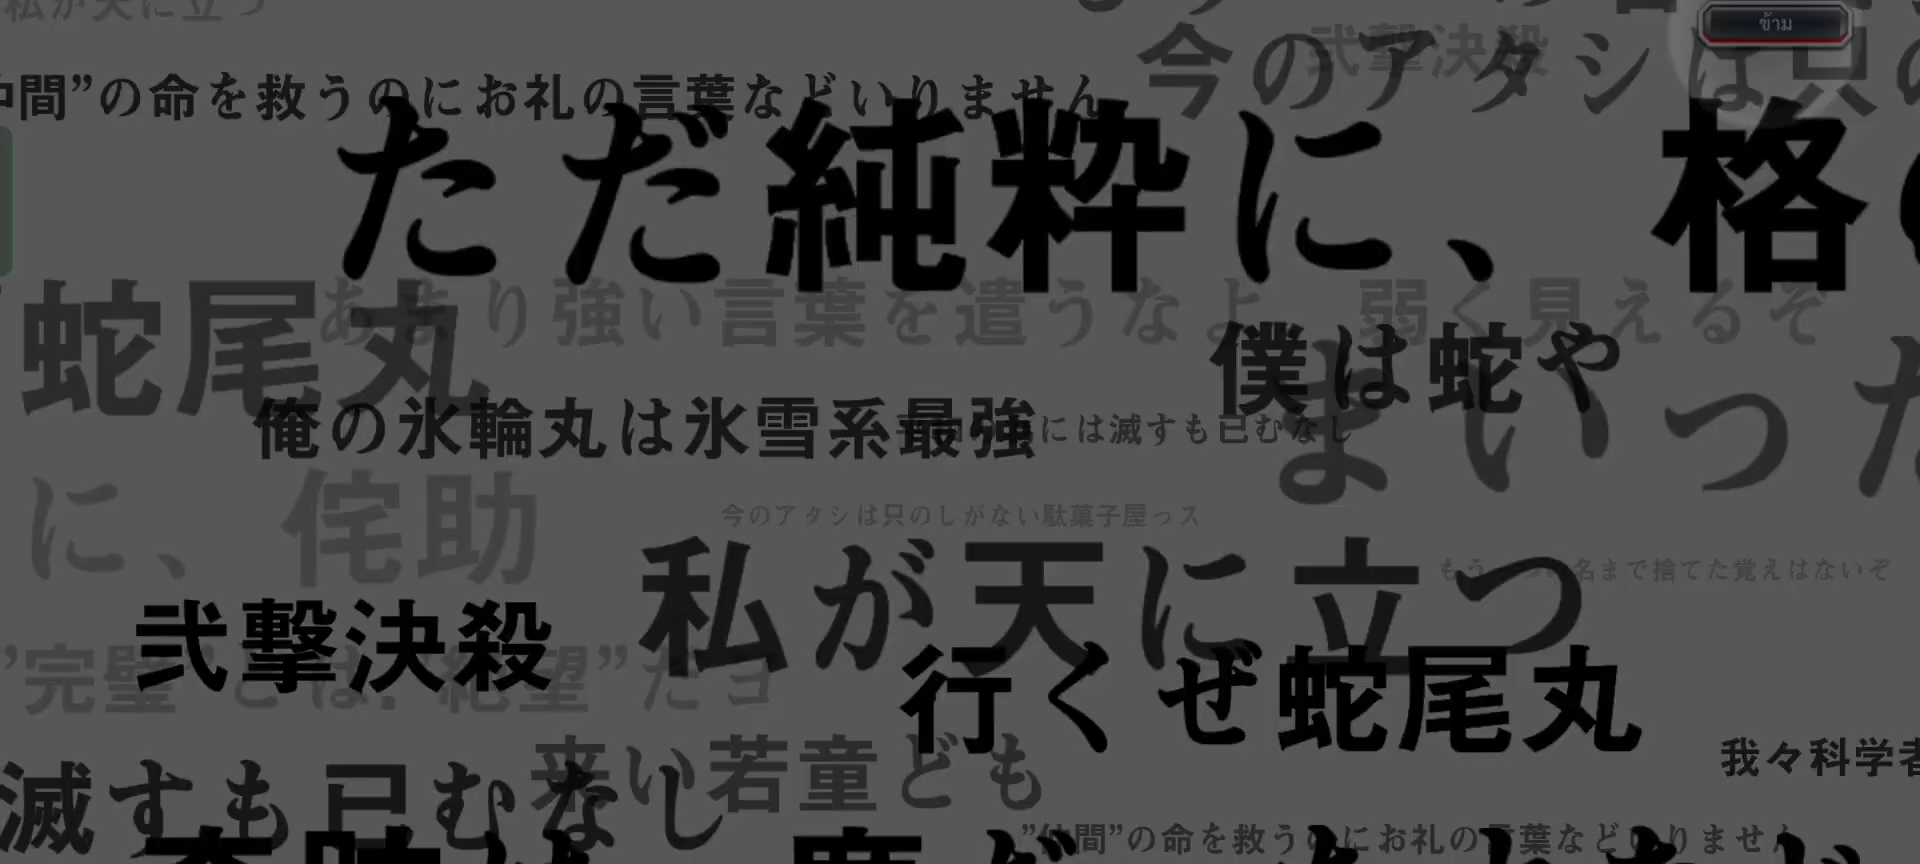 私が天に立つ
ข้าม
弐撃決殺
今のアタシは只の
仲間”の命を救うのにお礼の言葉などいりません
ただ純粋に、格の
あまり強い言葉を遣うなよ 弱く見えるぞ
蛇尾丸
僕は蛇や
まいった
俺の氷輪丸は氷雪系最強
には滅すも已むなし
に、侘助
今のアタシは只のしがない駄菓子屋っス
私が天に立つ
もう
名まで捨てた覚えはないぞ
弐撃決殺
”完璧”とは.”絶望”だヨ
行くぜ蛇尾丸
来い若童ども
我々科学者
滅すも已むなし
”仲間”の命を救うのにお礼の言葉などいりません